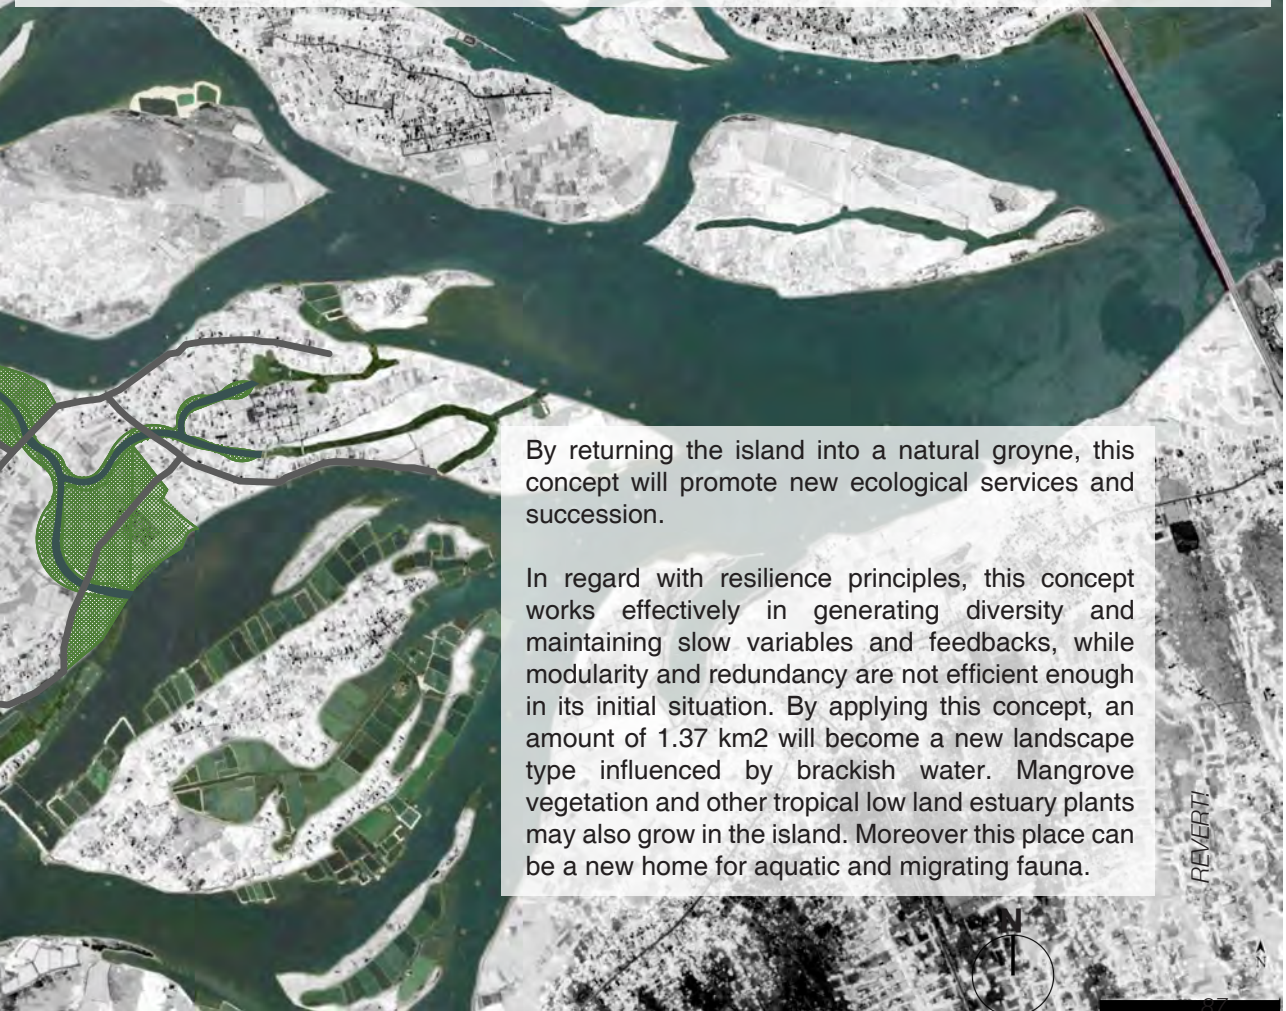 By returning the island into a natural groyne, this
concept will promote new ecological services and
succession.
In regard with resilience principles, this concept
works effectively in generating diversity and
maintaining slow variables and feedbacks, while
modularity and redundancy are not efficient enough
in its initial situation. By applying this concept, an
amount of 1.37 km2 will become a new landscape
type influenced by brackish water. Mangrove
vegetation and other tropical low land estuary plants
may also grow in the island. Moreover this place can
be a new home for aquatic and migrating fauna.
REVERT!
N
N
87